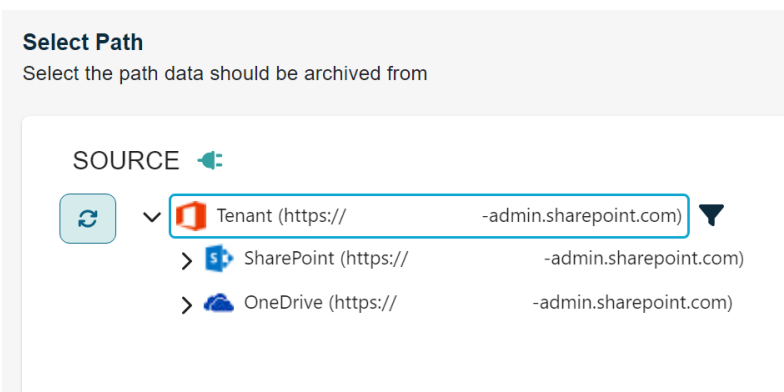 Select Path
Select the path data should be archived from
SOURCE
Tenant (https:// -admin.sharepoint.com)
SharePoint (https:// -admin.sharepoint.com)
OneDrive (https:// -admin.sharepoint.com)